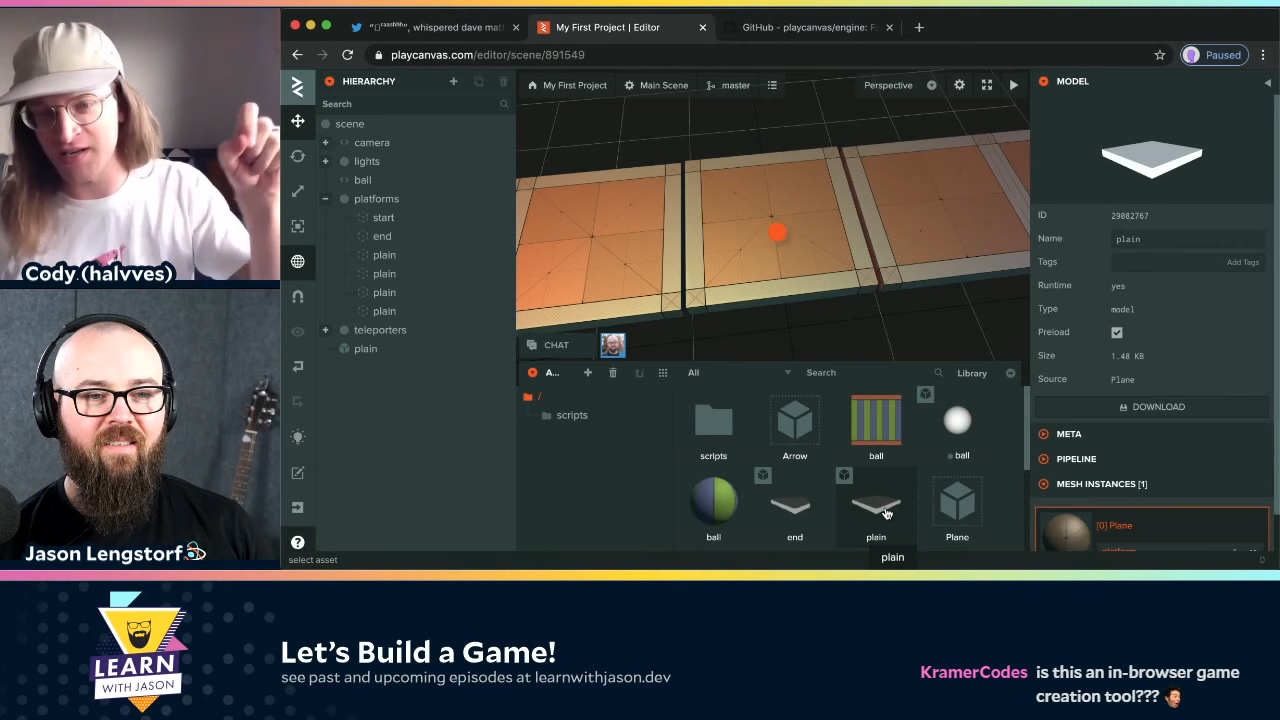 "𝕣ᵃᵃˢʰʰʰ", whispered dave mat
My First Project | Editor
GitHub - playcanvas/engine: Fa
playcanvas.com/editor/scene/891549
Paused
HIERARCHY
Search
scene
camera
lights
ball
platforms
start
end
plain
plain
plain
plain
teleporters
plain
My First Project
Main Scene
master
Perspective
CHAT
A...
All
Search
Library
/
scripts
scripts
Arrow
ball
ball
ball
end
plain
Plane
plain
select asset
0
MODEL
ID
29082767
Name
plain
Tags
Add Tags
Runtime
yes
Type
model
Preload
Size
1.48 KB
Source
Plane
DOWNLOAD
META
PIPELINE
MESH INSTANCES [1]
[0] Plane
Cody (halvves)
Jason Lengstorf
LEARN
WITH JASON
Let's Build a Game!
see past and upcoming episodes at learnwithjason.dev
KramerCodes is this an in-browser game
creation tool???